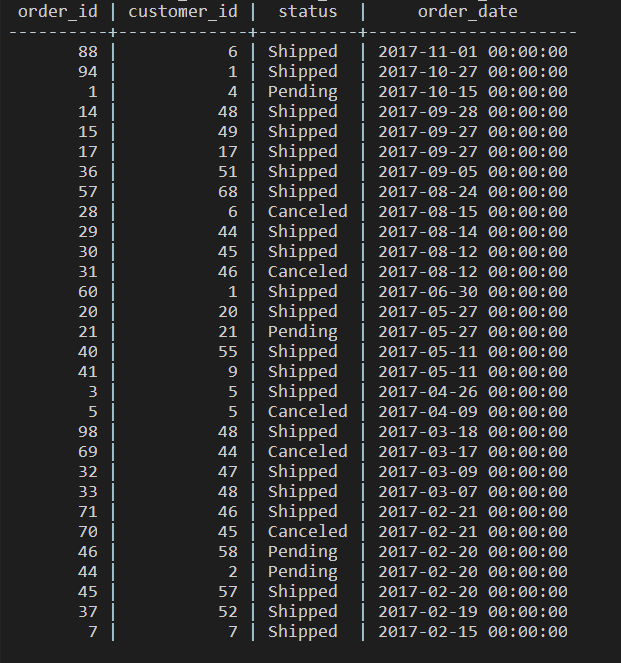 order_id | customer_id | status | order_date
----------+-------------+----------+---------------------
88 | 6 | Shipped | 2017-11-01 00:00:00
94 | 1 | Shipped | 2017-10-27 00:00:00
1 | 4 | Pending | 2017-10-15 00:00:00
14 | 48 | Shipped | 2017-09-28 00:00:00
15 | 49 | Shipped | 2017-09-27 00:00:00
17 | 17 | Shipped | 2017-09-27 00:00:00
36 | 51 | Shipped | 2017-09-05 00:00:00
57 | 68 | Shipped | 2017-08-24 00:00:00
28 | 6 | Canceled | 2017-08-15 00:00:00
29 | 44 | Shipped | 2017-08-14 00:00:00
30 | 45 | Shipped | 2017-08-12 00:00:00
31 | 46 | Canceled | 2017-08-12 00:00:00
60 | 1 | Shipped | 2017-06-30 00:00:00
20 | 20 | Shipped | 2017-05-27 00:00:00
21 | 21 | Pending | 2017-05-27 00:00:00
40 | 55 | Shipped | 2017-05-11 00:00:00
41 | 9 | Shipped | 2017-05-11 00:00:00
3 | 5 | Shipped | 2017-04-26 00:00:00
5 | 5 | Canceled | 2017-04-09 00:00:00
98 | 48 | Shipped | 2017-03-18 00:00:00
69 | 44 | Canceled | 2017-03-17 00:00:00
32 | 47 | Shipped | 2017-03-09 00:00:00
33 | 48 | Shipped | 2017-03-07 00:00:00
71 | 46 | Shipped | 2017-02-21 00:00:00
70 | 45 | Canceled | 2017-02-21 00:00:00
46 | 58 | Pending | 2017-02-20 00:00:00
44 | 2 | Pending | 2017-02-20 00:00:00
45 | 57 | Shipped | 2017-02-20 00:00:00
37 | 52 | Shipped | 2017-02-19 00:00:00
7 | 7 | Shipped | 2017-02-15 00:00:00